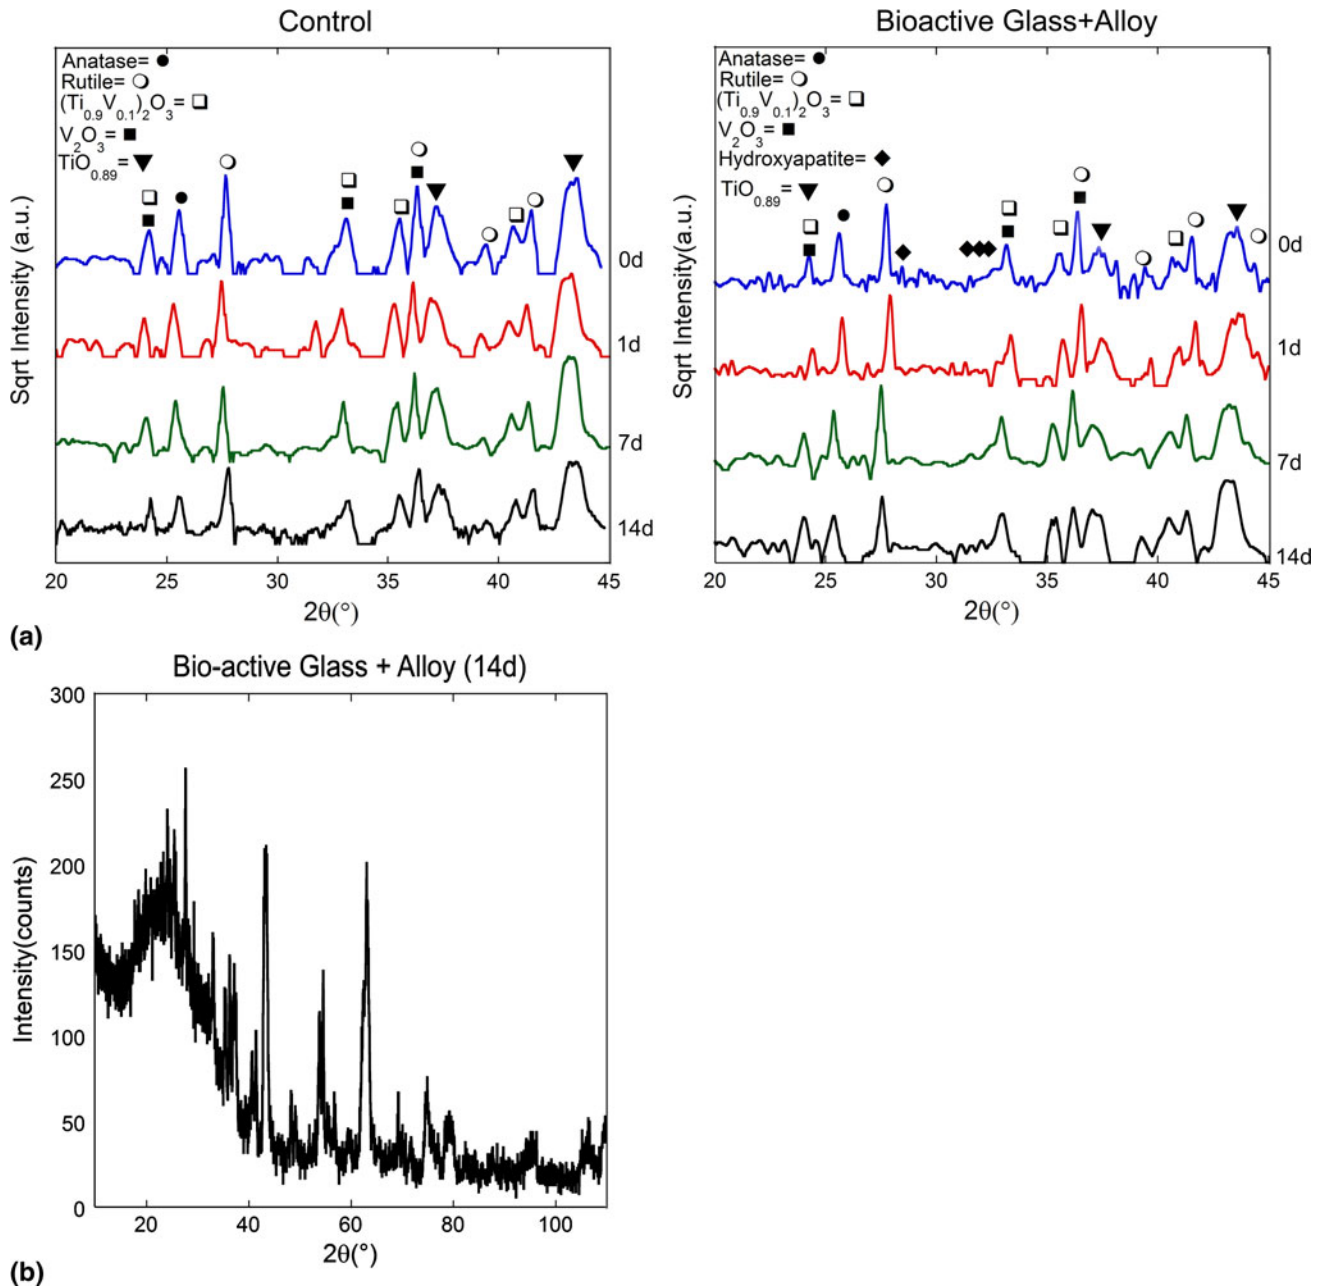 Control
Anatase= ●
Rutile= ○
(Ti0.9V0.1)2O3= ❑
V2O3= ■
TiO0.89= ▼
0d
1d
7d
14d
Sqrt Intensity (a.u.)
20 25 30 35 40 45
2θ(°)
Bioactive Glass+Alloy
Anatase= ●
Rutile= ○
(Ti0.9V0.1)2O3= ❑
V2O3= ■
Hydroxyapatite= ◆
TiO0.89= ▼
0d
1d
7d
14d
Sqrt Intensity(a.u.)
20 25 30 35 40 45
2θ(°)
(a)
Bio-active Glass + Alloy (14d)
300
250
200
150
100
50
0
Intensity(counts)
20 40 60 80 100
2θ(°)
(b)